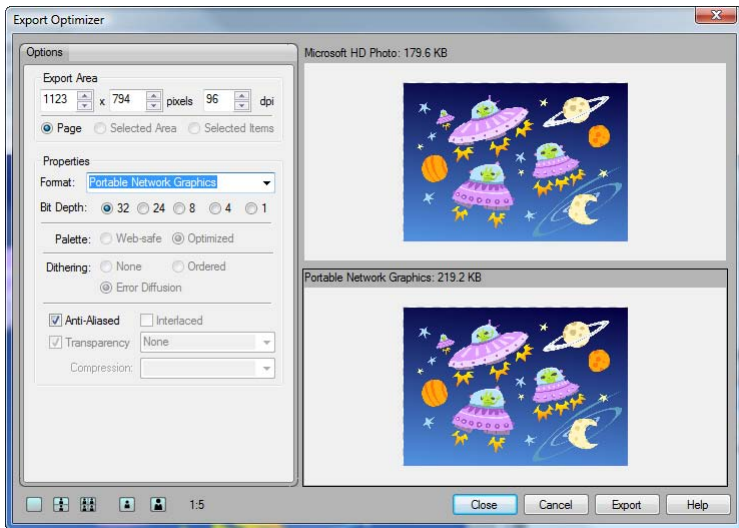 Export Optimizer
Options
Export Area
1123 x 794 pixels 96 dpi
Page Selected Area Selected Items
Properties
Format: Portable Network Graphics
Bit Depth: 32 24 8 4 1
Palette: Web-safe Optimized
Dithering: None Ordered
Error Diffusion
Anti-Aliased Interlaced
Transparency None
Compression:
Microsoft HD Photo: 179.6 KB
Portable Network Graphics: 219.2 KB
1:5
Close Cancel Export Help